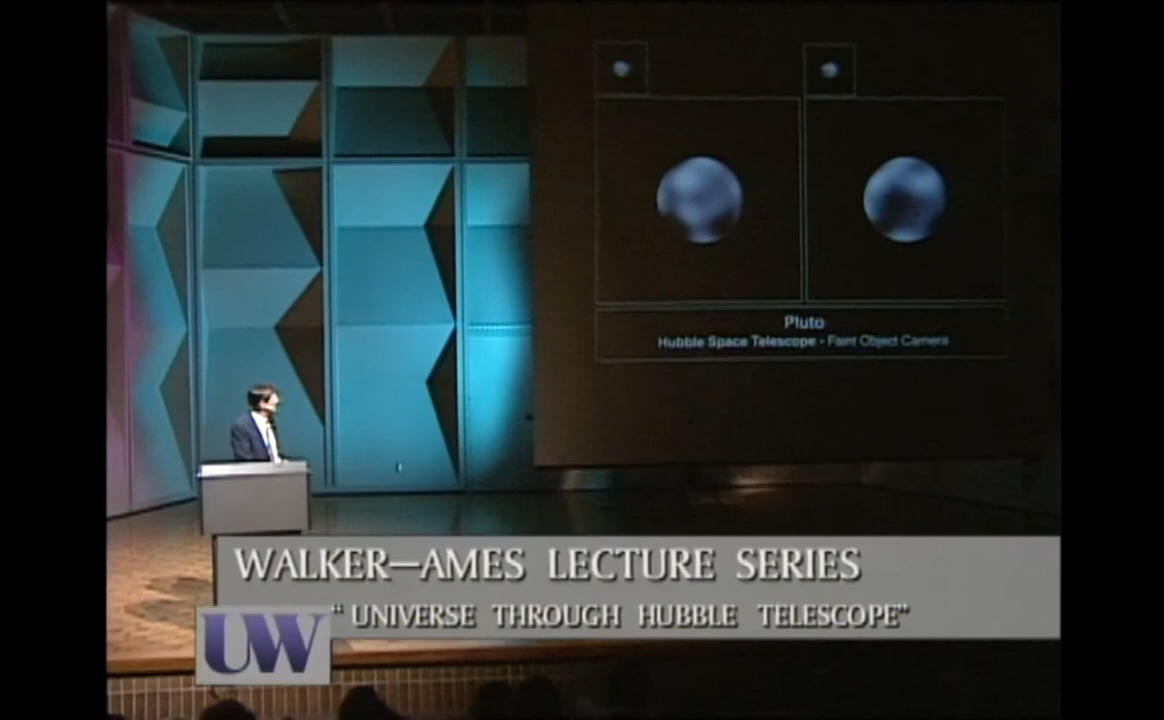 Pluto
Hubble Space Telescope - Faint Object Camera
WALKER–AMES LECTURE SERIES
"UNIVERSE THROUGH HUBBLE TELESCOPE"
UW